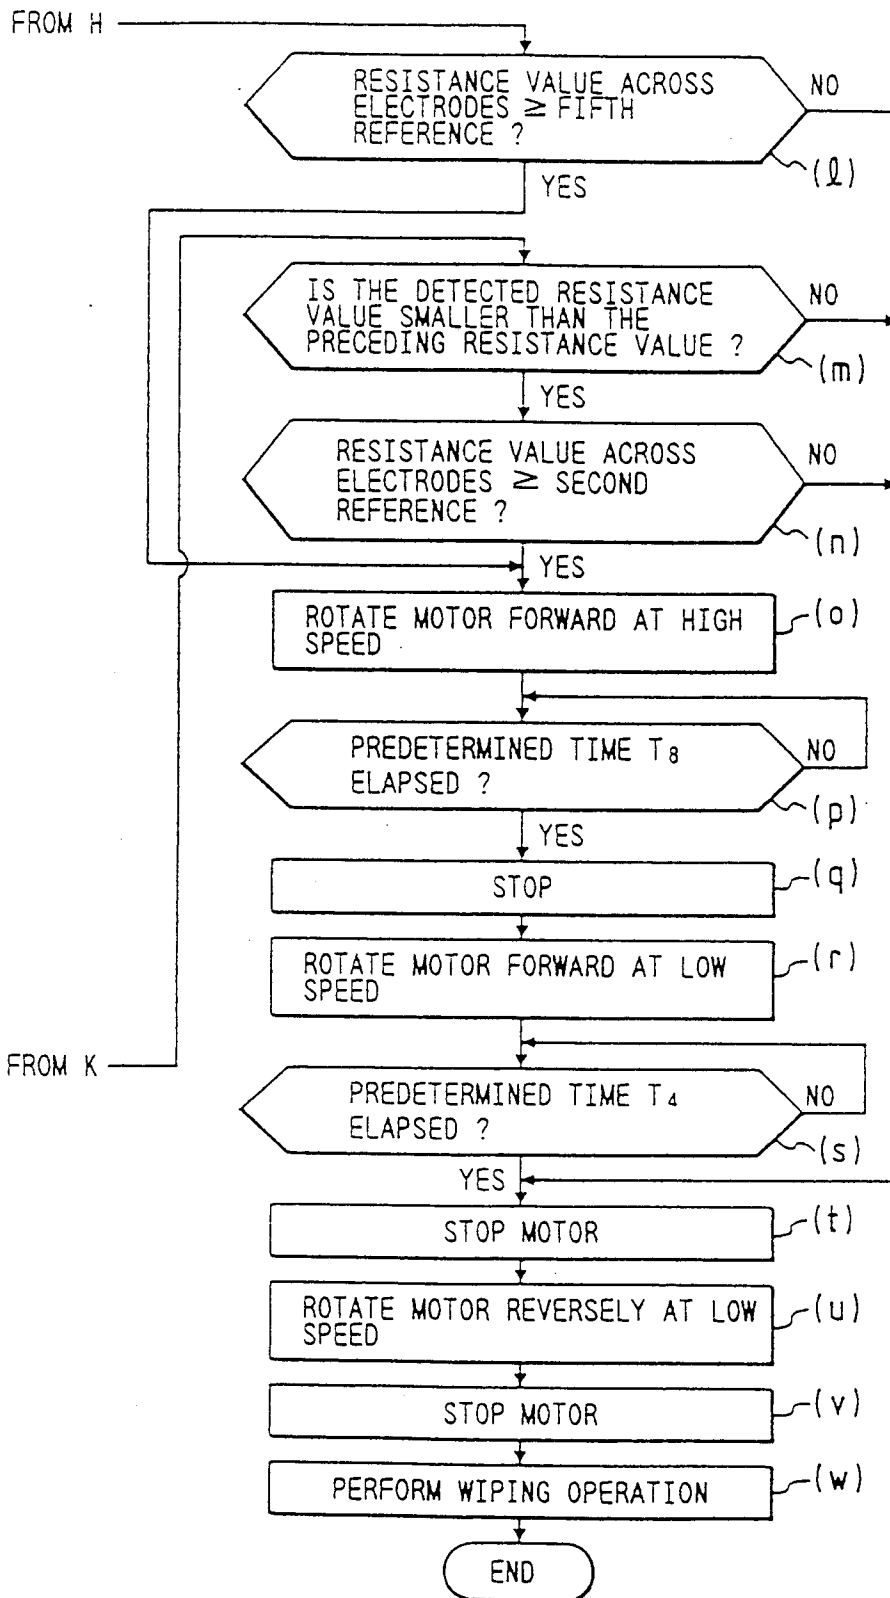 FROM H
RESISTANCE VALUE ACROSS
ELECTRODES ≥ FIFTH
REFERENCE ?
NO
(l)
YES
IS THE DETECTED RESISTANCE
VALUE SMALLER THAN THE
PRECEDING RESISTANCE VALUE ?
NO
(m)
YES
RESISTANCE VALUE ACROSS
ELECTRODES ≥ SECOND
REFERENCE ?
NO
(n)
YES
ROTATE MOTOR FORWARD AT HIGH
SPEED
(o)
PREDETERMINED TIME T8
ELAPSED ?
NO
(p)
YES
STOP
(q)
ROTATE MOTOR FORWARD AT LOW
SPEED
(r)
FROM K
PREDETERMINED TIME T4
ELAPSED ?
NO
(s)
YES
STOP MOTOR
(t)
ROTATE MOTOR REVERSELY AT LOW
SPEED
(u)
STOP MOTOR
(v)
PERFORM WIPING OPERATION
(w)
END